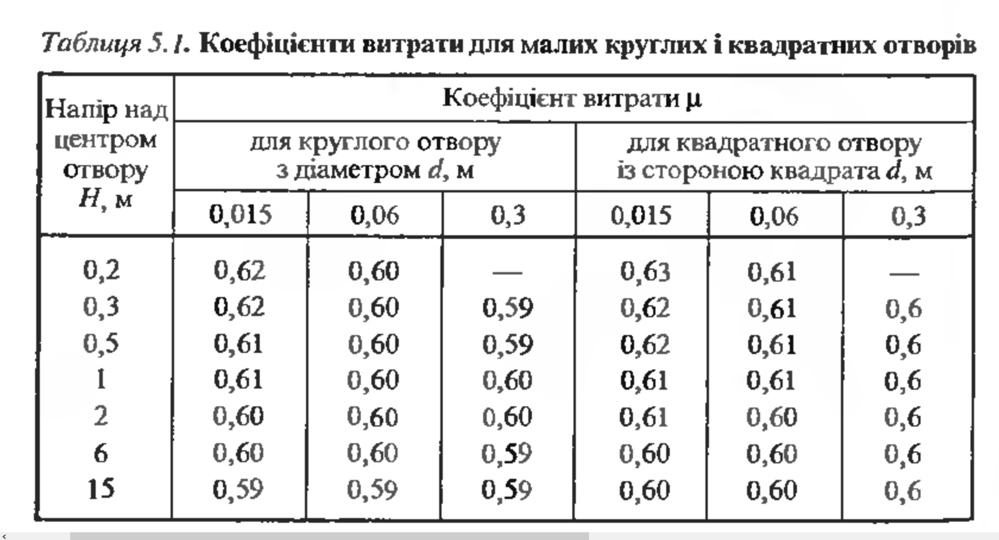 Таблиця 5.1. Коефіцієнти витрати для малих круглих і квадратних отворів
Напір над
центром
отвору
H, м
Коефіцієнт витрати μ
для круглого отвору
з діаметром d, м
для квадратного отвору
із стороною квадрата d, м
0,015 0,06 0,3 0,015 0,06 0,3
0,2 0,62 0,60 — 0,63 0,61 —
0,3 0,62 0,60 0,59 0,62 0,61 0,6
0,5 0,61 0,60 0,59 0,62 0,61 0,6
1 0,61 0,60 0,60 0,61 0,61 0,6
2 0,60 0,60 0,60 0,61 0,60 0,6
6 0,60 0,60 0,59 0,60 0,60 0,6
15 0,59 0,59 0,59 0,60 0,60 0,6